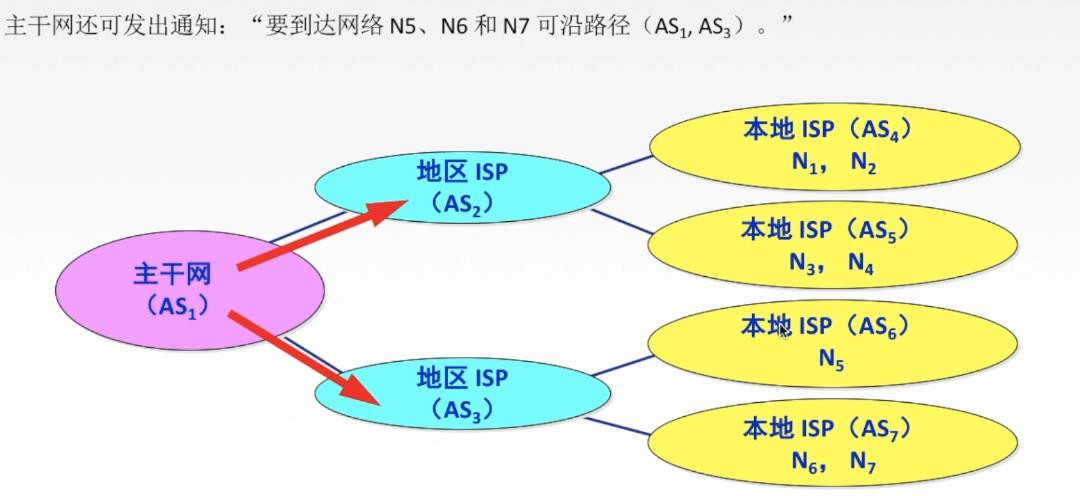 主干网还可发出通知：“要到达网络 N5、N6 和 N7 可沿路径（AS₁, AS₃）。”
本地 ISP（AS₄）
N₁， N₂
地区 ISP
（AS₂）
本地 ISP（AS₅）
N₃， N₄
主干网
（AS₁）
本地 ISP（AS₆）
N₅
地区 ISP
（AS₃）
本地 ISP（AS₇）
N₆， N₇